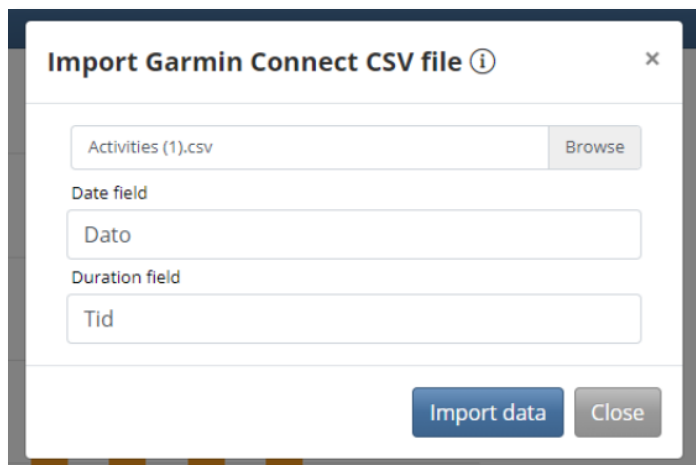 Import Garmin Connect CSV file ⓘ ×
Activities (1).csv Browse
Date field
Dato
Duration field
Tid
Import data Close